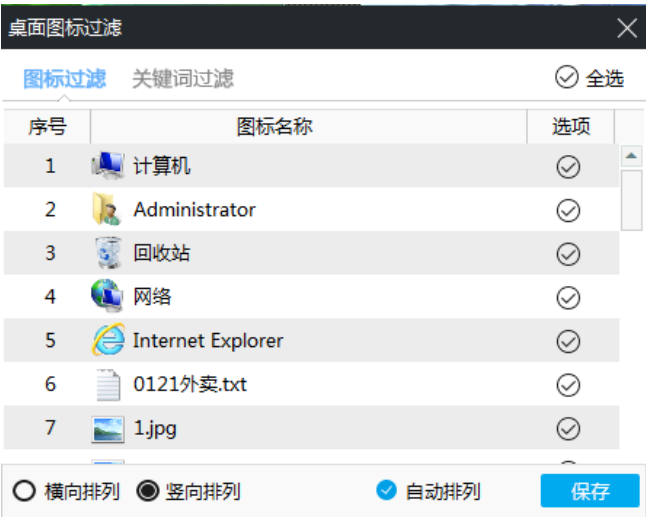 桌面图标过滤
图标过滤 关键词过滤 全选
序号 图标名称 选项
1 计算机
2 Administrator
3 回收站
4 网络
5 Internet Explorer
6 0121外卖.txt
7 1.jpg
横向排列 竖向排列 自动排列 保存